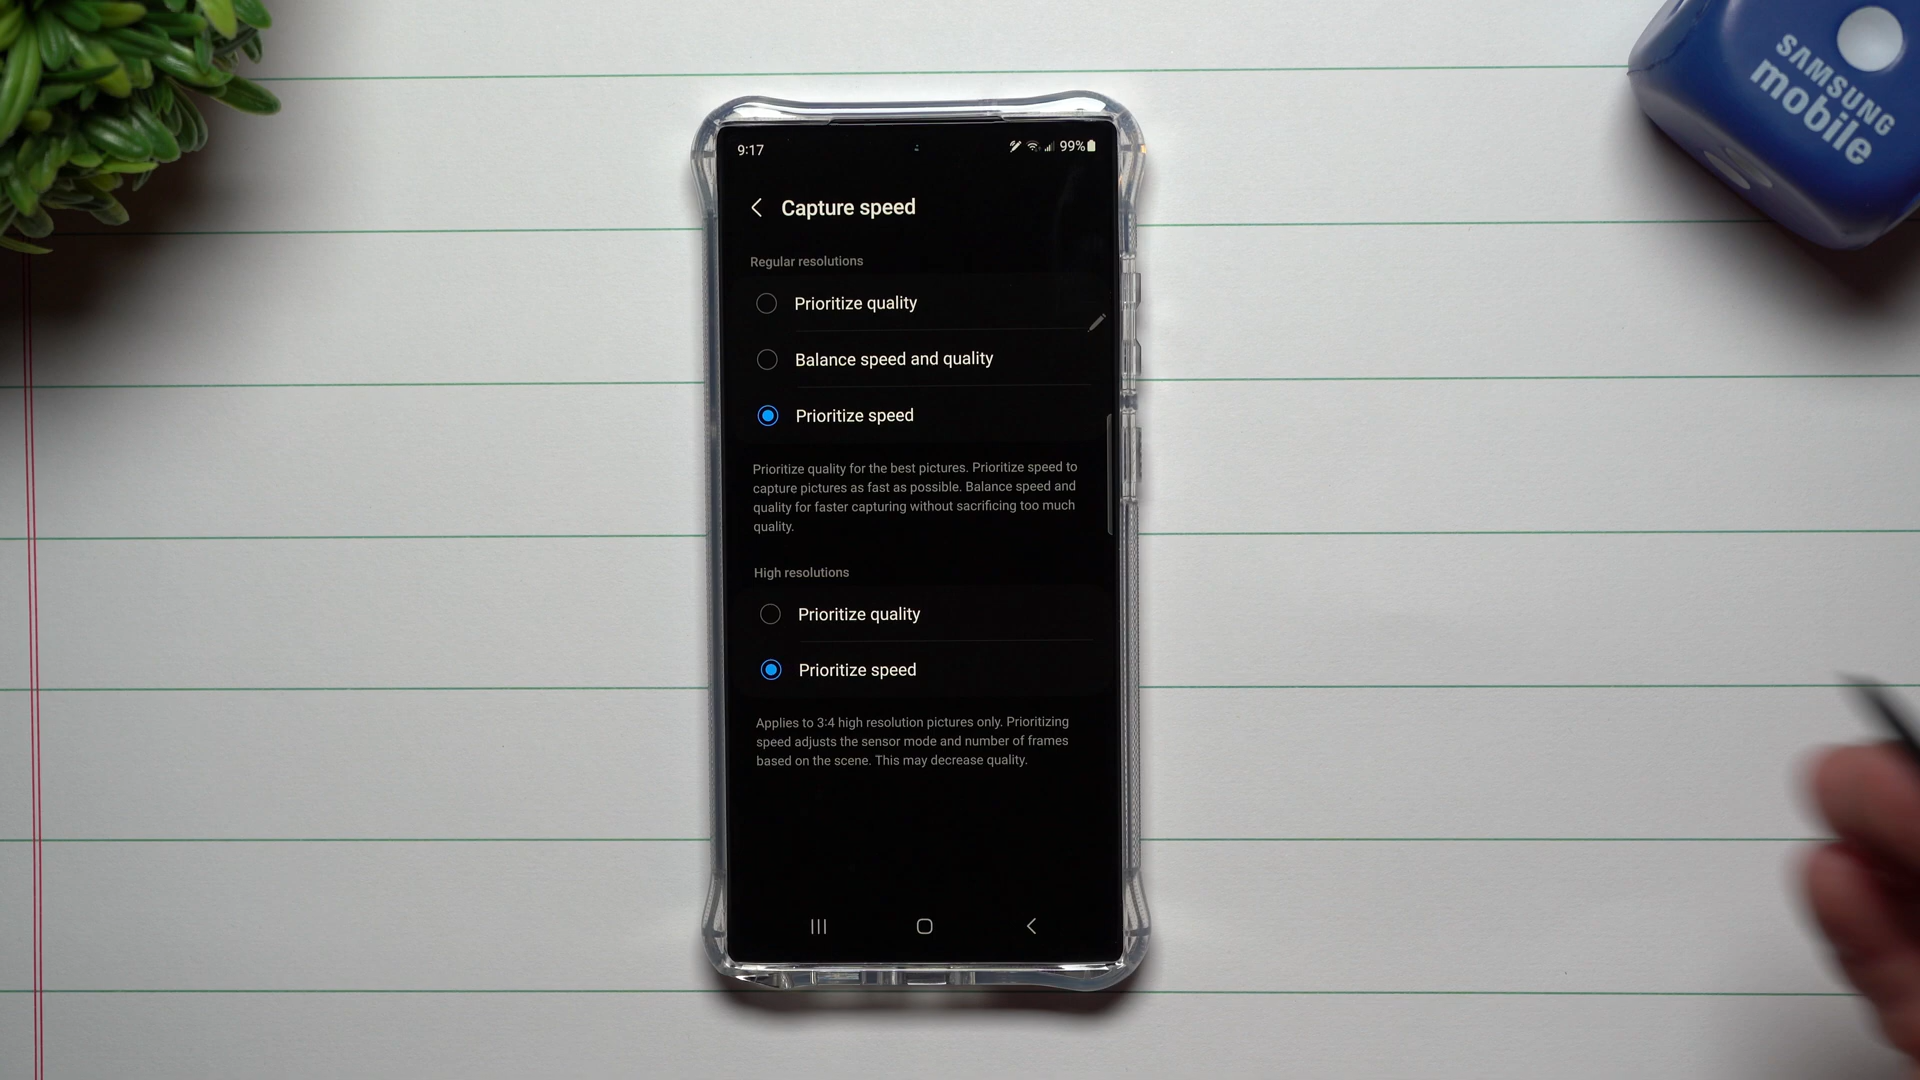 SAMSUNG
mobile
9:17
99%
Capture speed
Regular resolutions
Prioritize quality
Balance speed and quality
Prioritize speed
Prioritize quality for the best pictures. Prioritize speed to
capture pictures as fast as possible. Balance speed and
quality for faster capturing without sacrificing too much
quality.
High resolutions
Prioritize quality
Prioritize speed
Applies to 3:4 high resolution pictures only. Prioritizing
speed adjusts the sensor mode and number of frames
based on the scene. This may decrease quality.